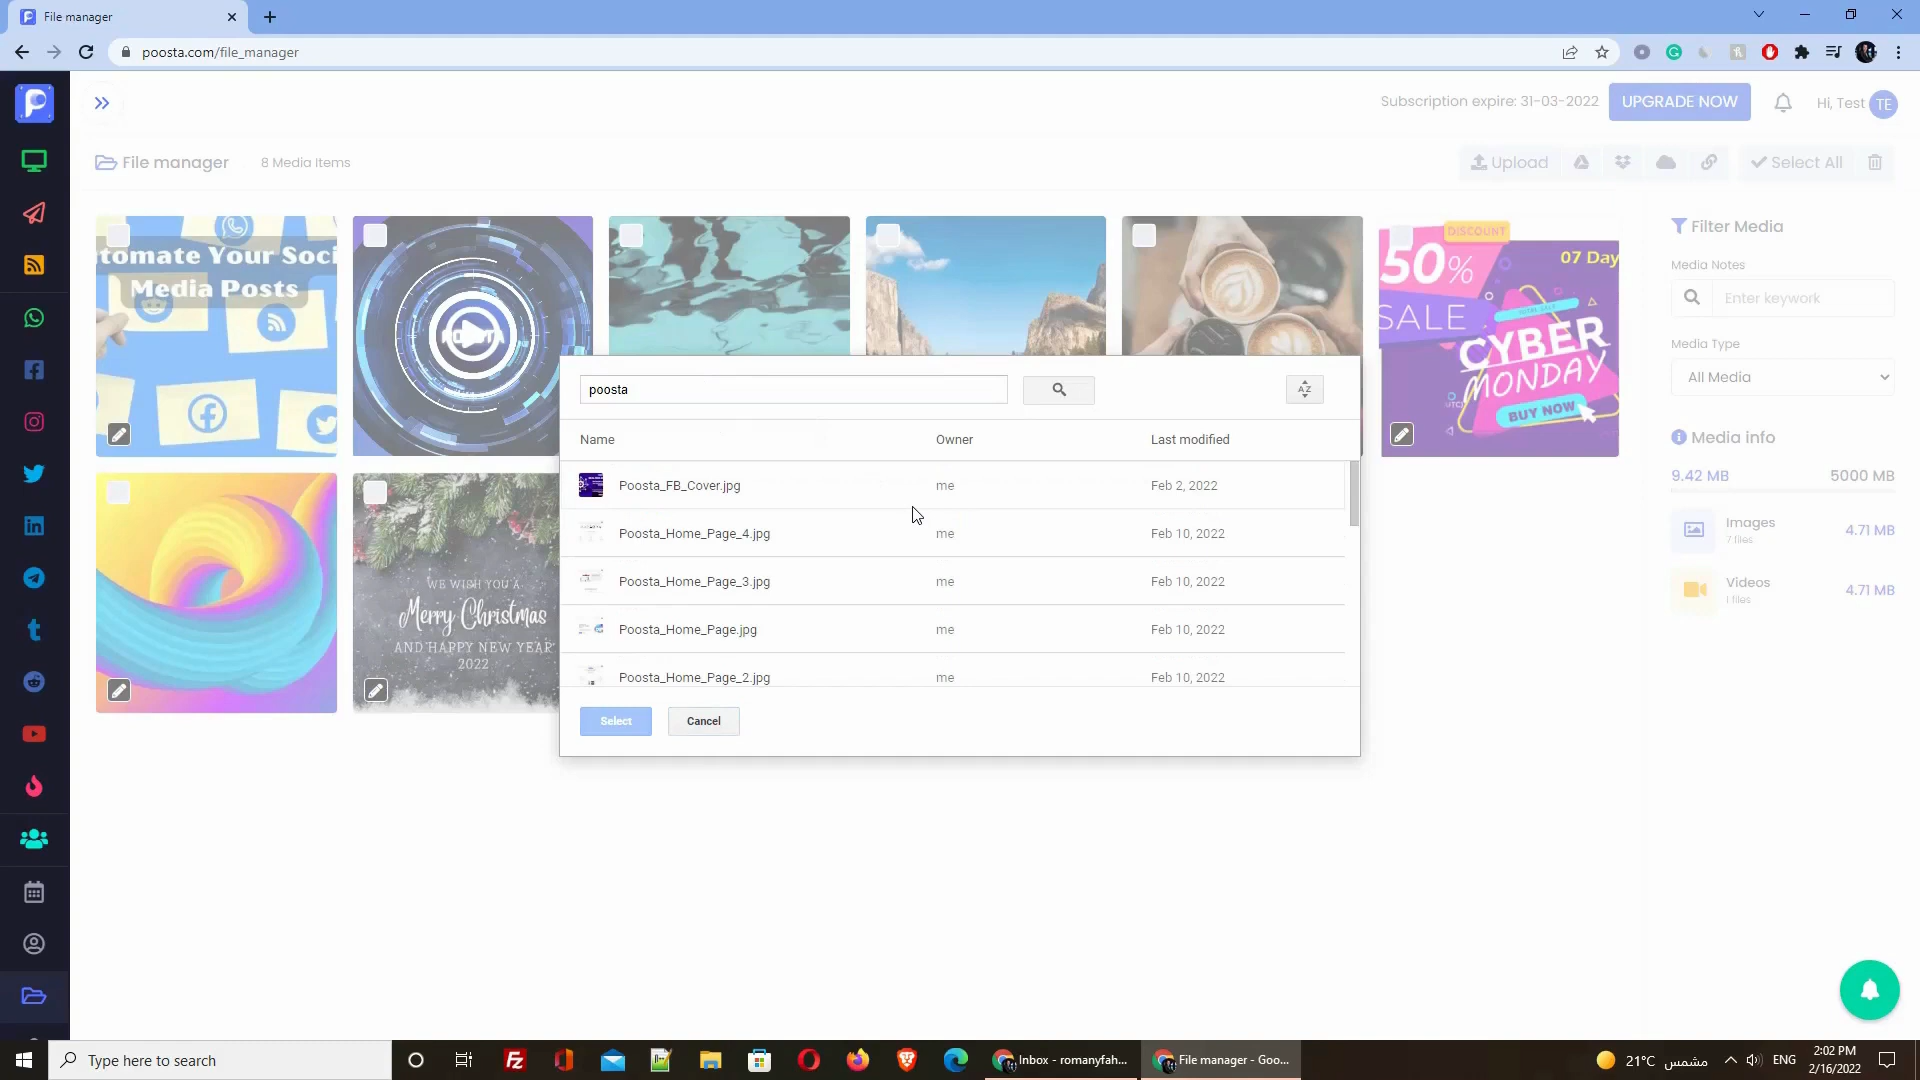 File manager
poosta.com/file_manager
Subscription expire: 31-03-2022
UPGRADE NOW
Hi, Test
TE
File manager
8 Media Items
Upload
Select All
tomate Your Soci
Media Posts
DISCOUNT
50%
07 Day
SALE
CYBER
MONDAY
BUY NOW
Filter Media
Media Notes
Enter keyword
Media Type
All Media
Media info
9.42 MB
5000 MB
Images
7 files
4.71 MB
Videos
1 files
4.71 MB
poosta
AZ
Name
Owner
Last modified
Poosta_FB_Cover.jpg
me
Feb 2, 2022
Poosta_Home_Page_4.jpg
me
Feb 10, 2022
Poosta_Home_Page_3.jpg
me
Feb 10, 2022
Poosta_Home_Page.jpg
me
Feb 10, 2022
Poosta_Home_Page_2.jpg
me
Feb 10, 2022
Select
Cancel
WE WISH YOU A
Merry Christmas
AND HAPPY NEW YEAR
2022
Type here to search
Inbox - romanyfah...
File manager - Goo...
21°C مشمس
ENG
2:02 PM
2/16/2022